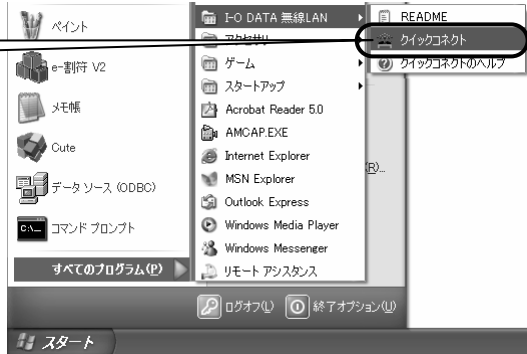 ペイント
e-割符 V2
メモ帳
Cute
データ ソース (ODBC)
コマンド プロンプト
すべてのプログラム(P)
I-O DATA 無線LAN
アクセサリ
ゲーム
スタートアップ
Acrobat Reader 5.0
AMCAP.EXE
Internet Explorer
MSN Explorer
Outlook Express
Windows Media Player
Windows Messenger
リモート アシスタンス
README
クイックコネクト
クイックコネクトのヘルプ
(R)...
ログオフ(L)
終了オプション(U)
スタート